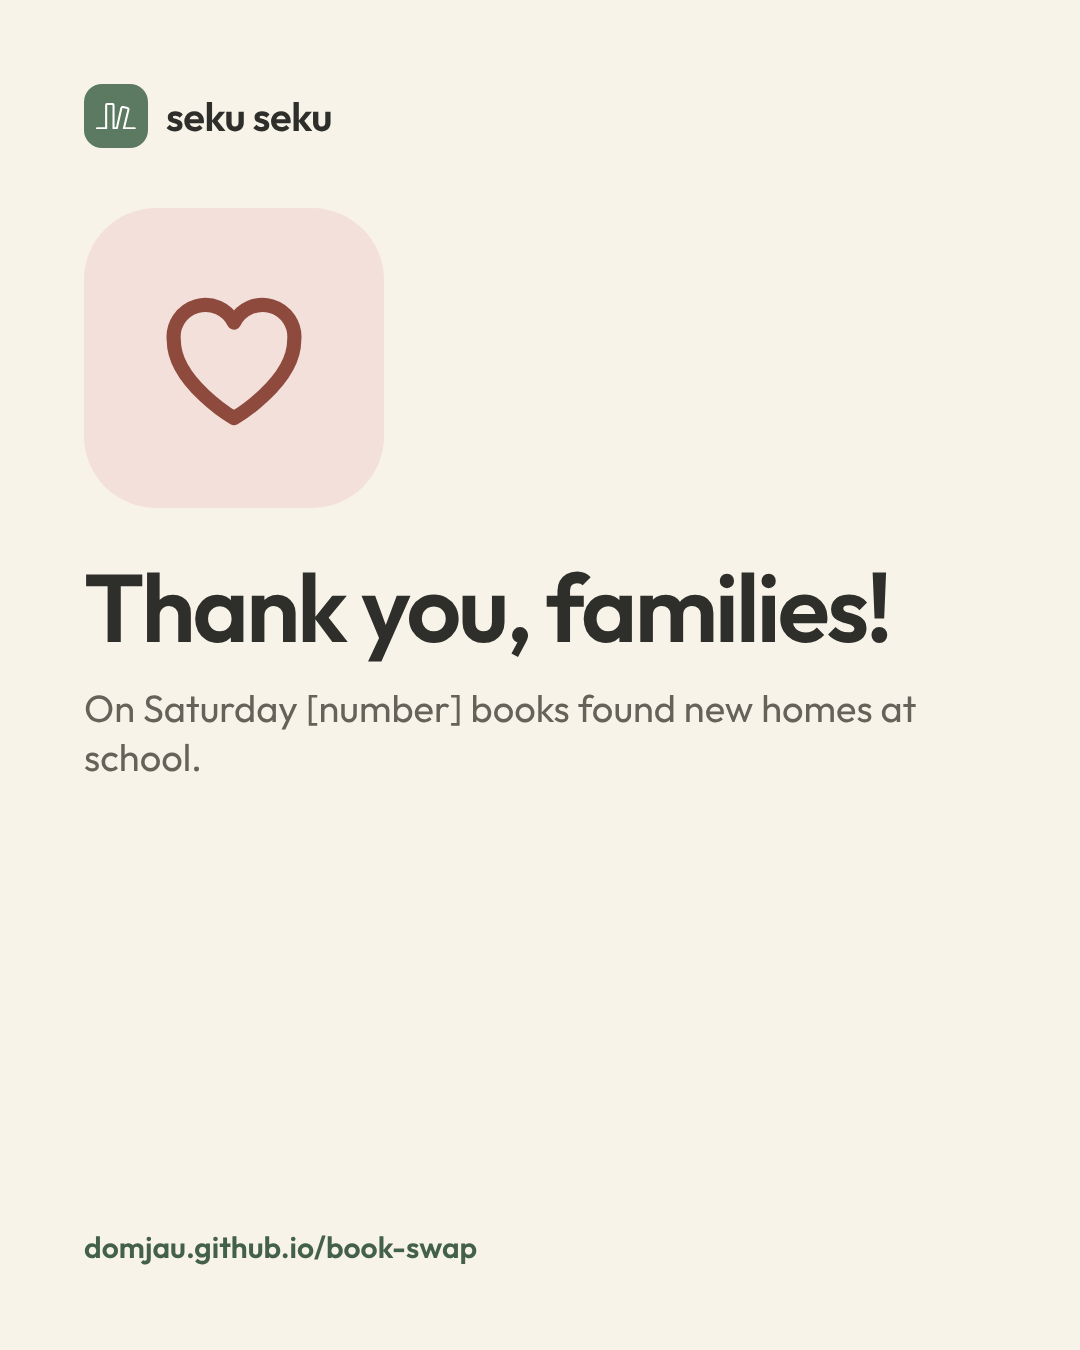 seku seku
Thank you, families!
On Saturday [number] books found new homes at
school.
domjau.github.io/book-swap